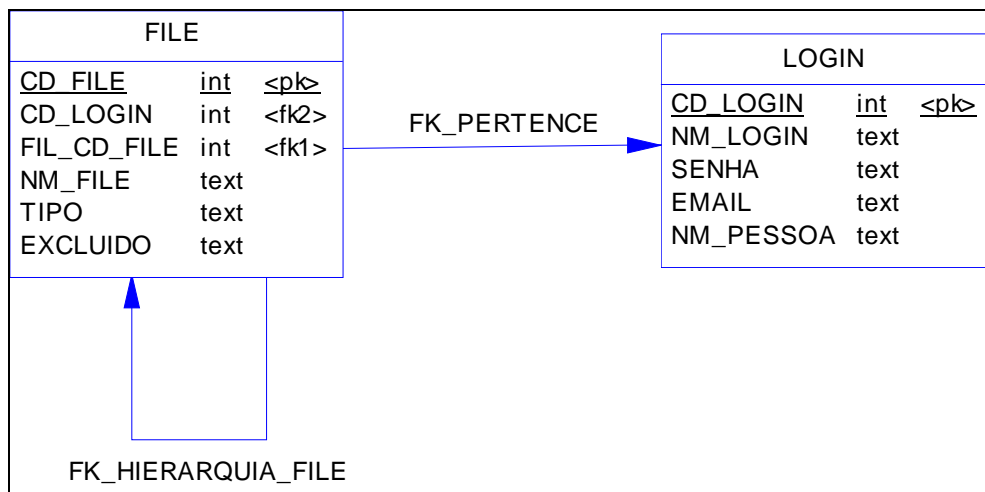 FILE
CD_FILE int <pk>
CD_LOGIN int <fk2>
FIL_CD_FILE int <fk1>
NM_FILE text
TIPO text
EXCLUIDO text
FK_PERTENCE
LOGIN
CD_LOGIN int <pk>
NM_LOGIN text
SENHA text
EMAIL text
NM_PESSOA text
FK_HIERARQUIA_FILE